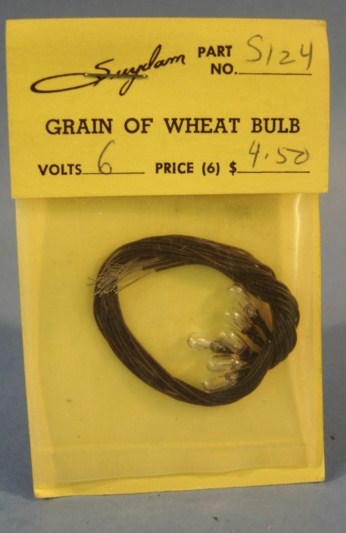 Suydam PART
NO. S124
GRAIN OF WHEAT BULB
VOLTS 6 PRICE (6) $ 4.50